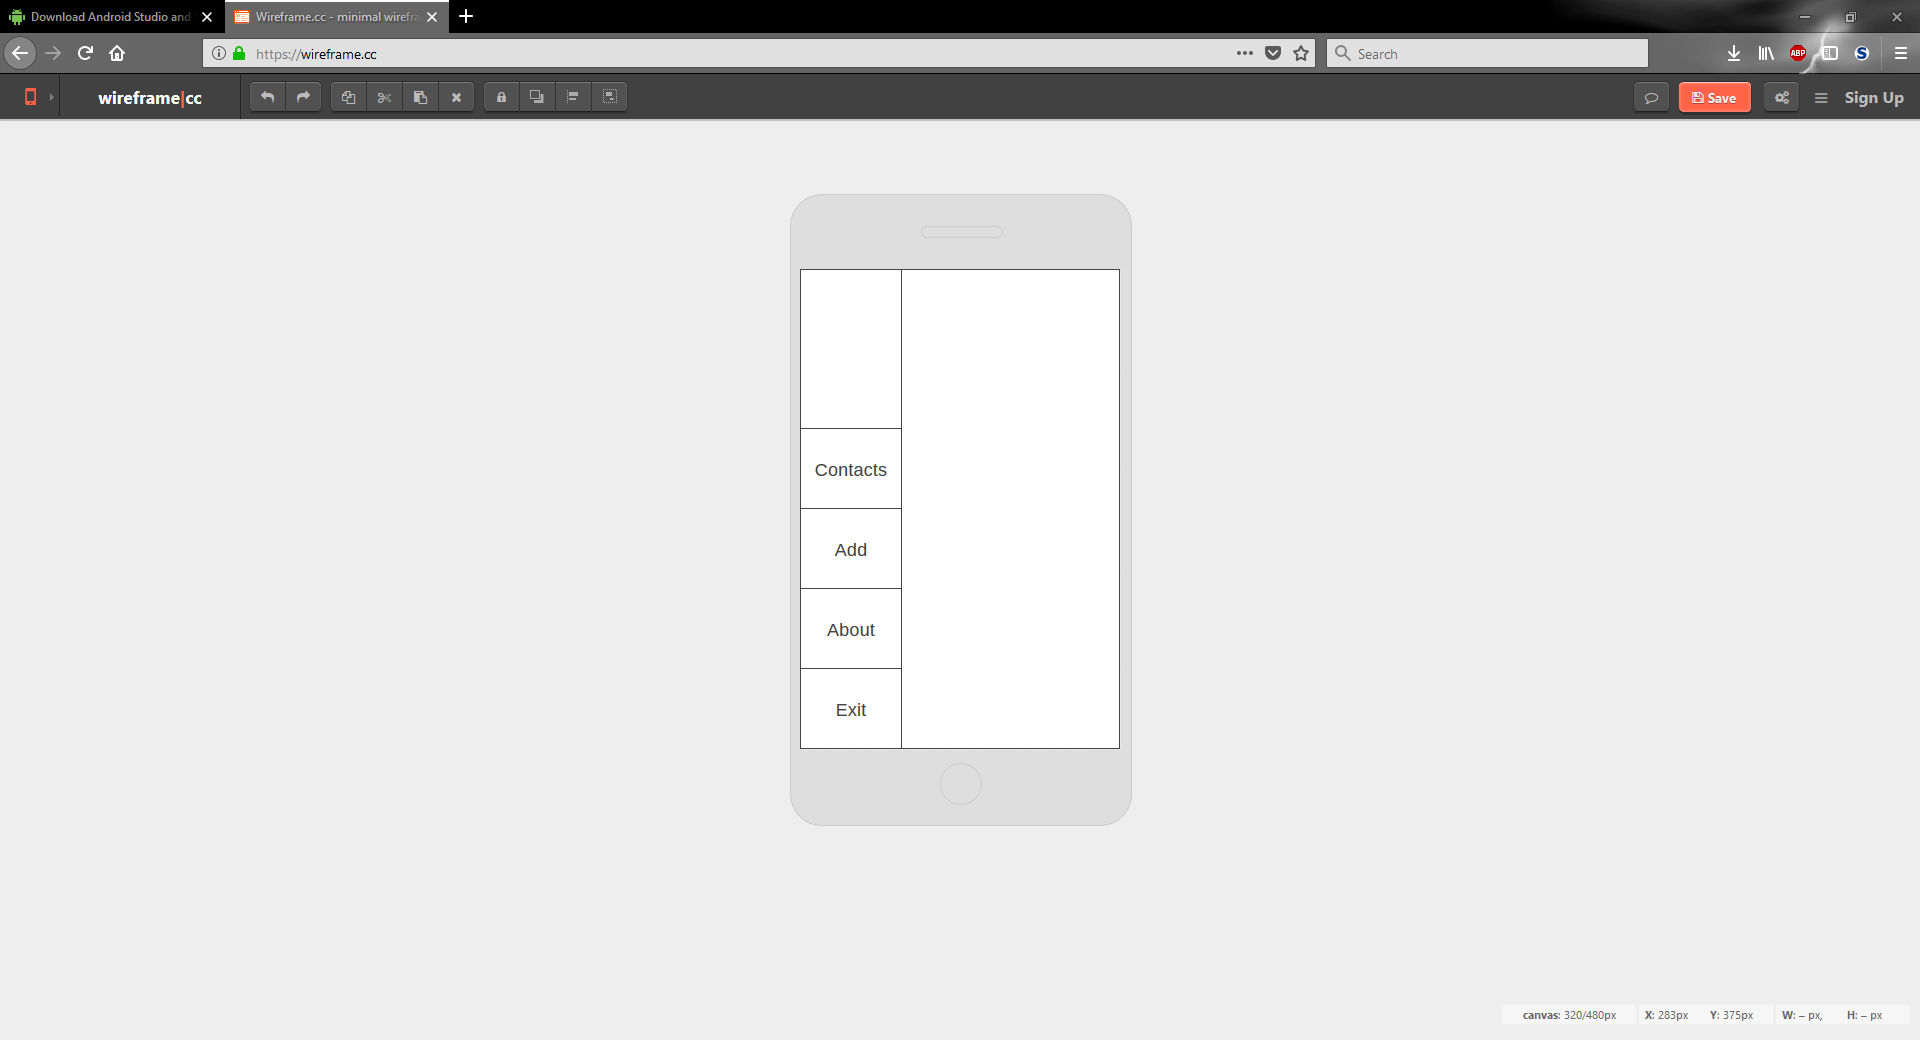 Download Android Studio and
Wireframe.cc - minimal wirefra
https://wireframe.cc
Search
ABP
S
wireframe|cc
Save
Sign Up
Contacts
Add
About
Exit
canvas: 320/480px X: 283px Y: 375px W: – px, H: – px